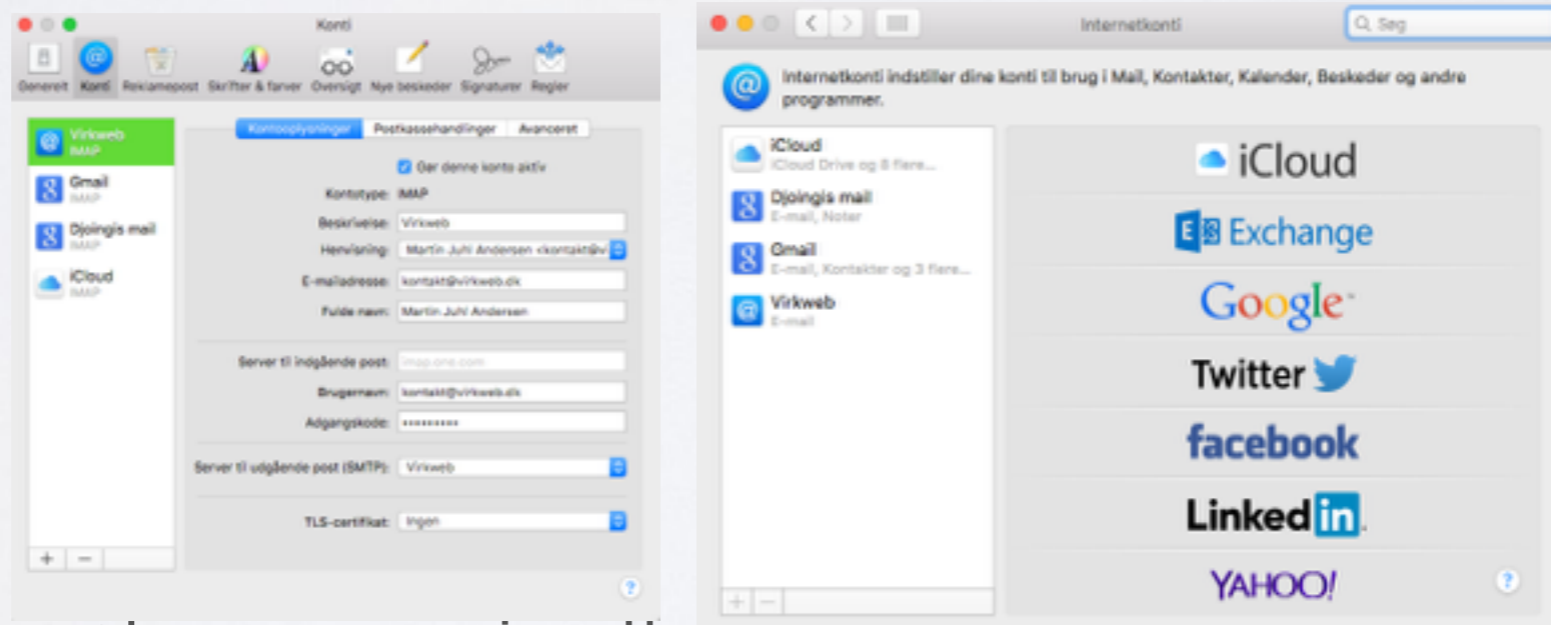 Konti
Generelt Konti Reklamepost Skrifter & farver Oversigt Nye beskeder Signaturer Regler
Virkweb
IMAP
Gmail
IMAP
Djoingis mail
IMAP
iCloud
IMAP
Kontooplysninger Postkassehandlinger Avanceret
Gør denne konto aktiv
Kontotype: IMAP
Beskrivelse: Virkweb
Henvisning: Martin Juhl Andersen <kontakt@vi
E-mailadresse: kontakt@virkweb.dk
Fulde navn: Martin Juhl Andersen
Server til indgående post: imap.one.com
Brugernavn: kontakt@virkweb.dk
Adgangskode: •••••••••
Server til udgående post (SMTP): Virkweb
TLS-certifikat: Ingen
+ −
?
Internetkonti
Søg
Internetkonti indstiller dine konti til brug i Mail, Kontakter, Kalender, Beskeder og andre
programmer.
iCloud
iCloud Drive og 8 flere...
Djoingis mail
E-mail, Noter
Gmail
E-mail, Kontakter og 3 flere...
Virkweb
E-mail
+ −
iCloud
Exchange
Google
Twitter
facebook
Linked in
YAHOO!
?